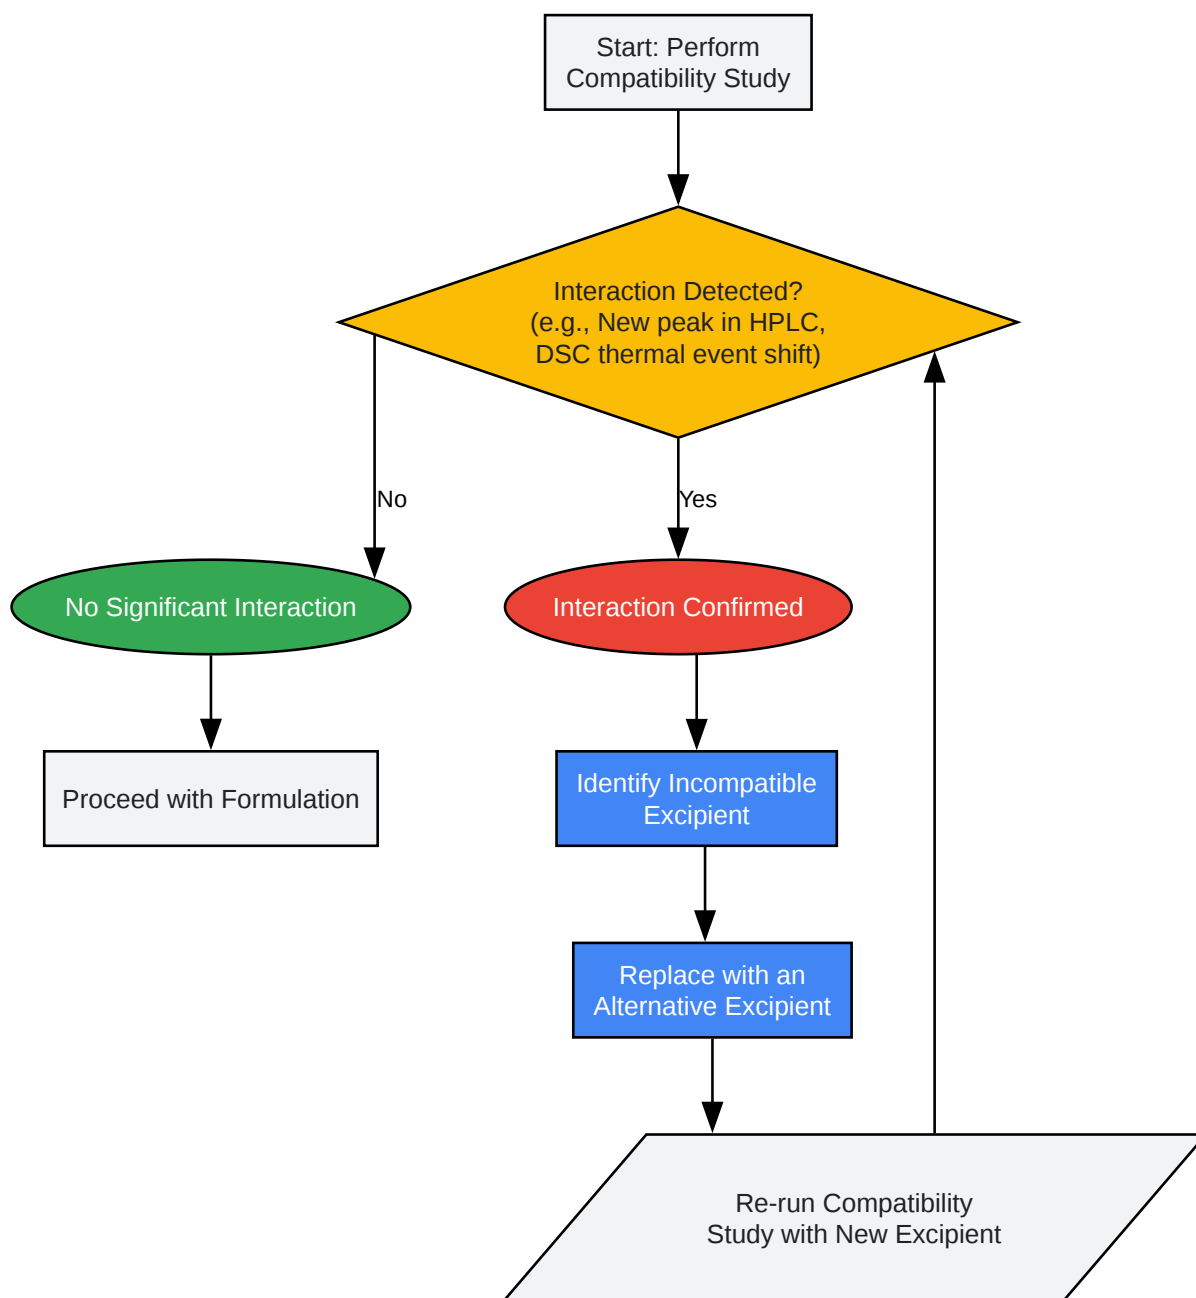 Start: Perform
Compatibility Study
Interaction Detected?
(e.g., New peak in HPLC,
DSC thermal event shift)
No
Yes
No Significant Interaction
Interaction Confirmed
Proceed with Formulation
Identify Incompatible
Excipient
Replace with an
Alternative Excipient
Re-run Compatibility
Study with New Excipient